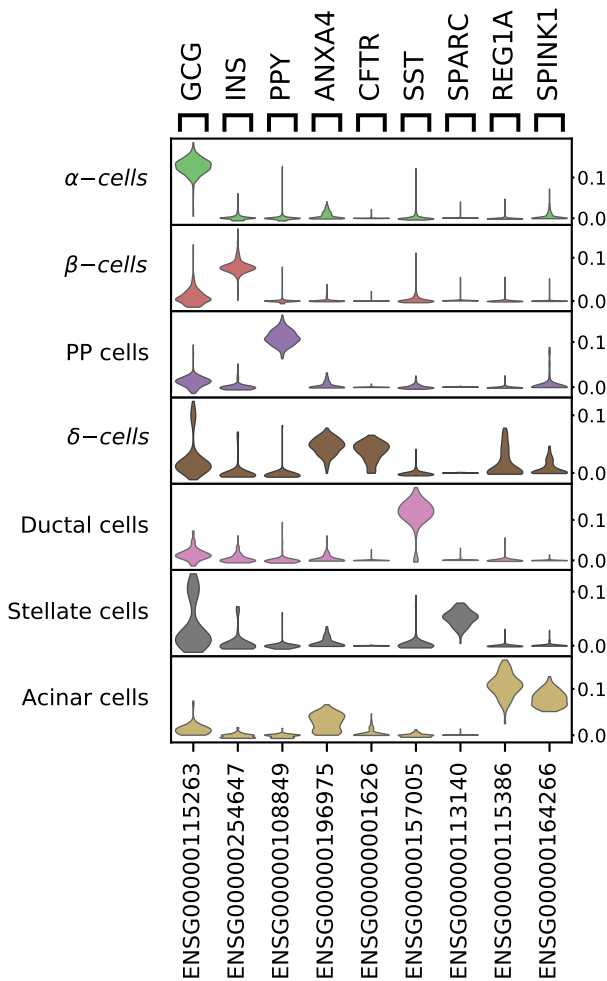 GCG
INS
PPY
ANXA4
CFTR
SST
SPARC
REG1A
SPINK1
α−cells
0.1
0.0
β−cells
0.1
0.0
PP cells
0.1
0.0
δ−cells
0.1
0.0
Ductal cells
0.1
0.0
Stellate cells
0.1
0.0
Acinar cells
0.1
0.0
ENSG00000115263
ENSG00000254647
ENSG00000108849
ENSG00000196975
ENSG00000001626
ENSG00000157005
ENSG00000113140
ENSG00000115386
ENSG00000164266